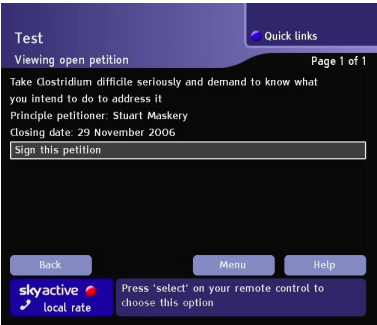 Test
Quick links
Viewing open petition
Page 1 of 1
Take Clostridium difficile seriously and demand to know what
you intend to do to address it
Principle petitioner: Stuart Maskery
Closing date: 29 November 2006
Sign this petition
Back
Menu
Help
skyactive
local rate
Press 'select' on your remote control to
choose this option